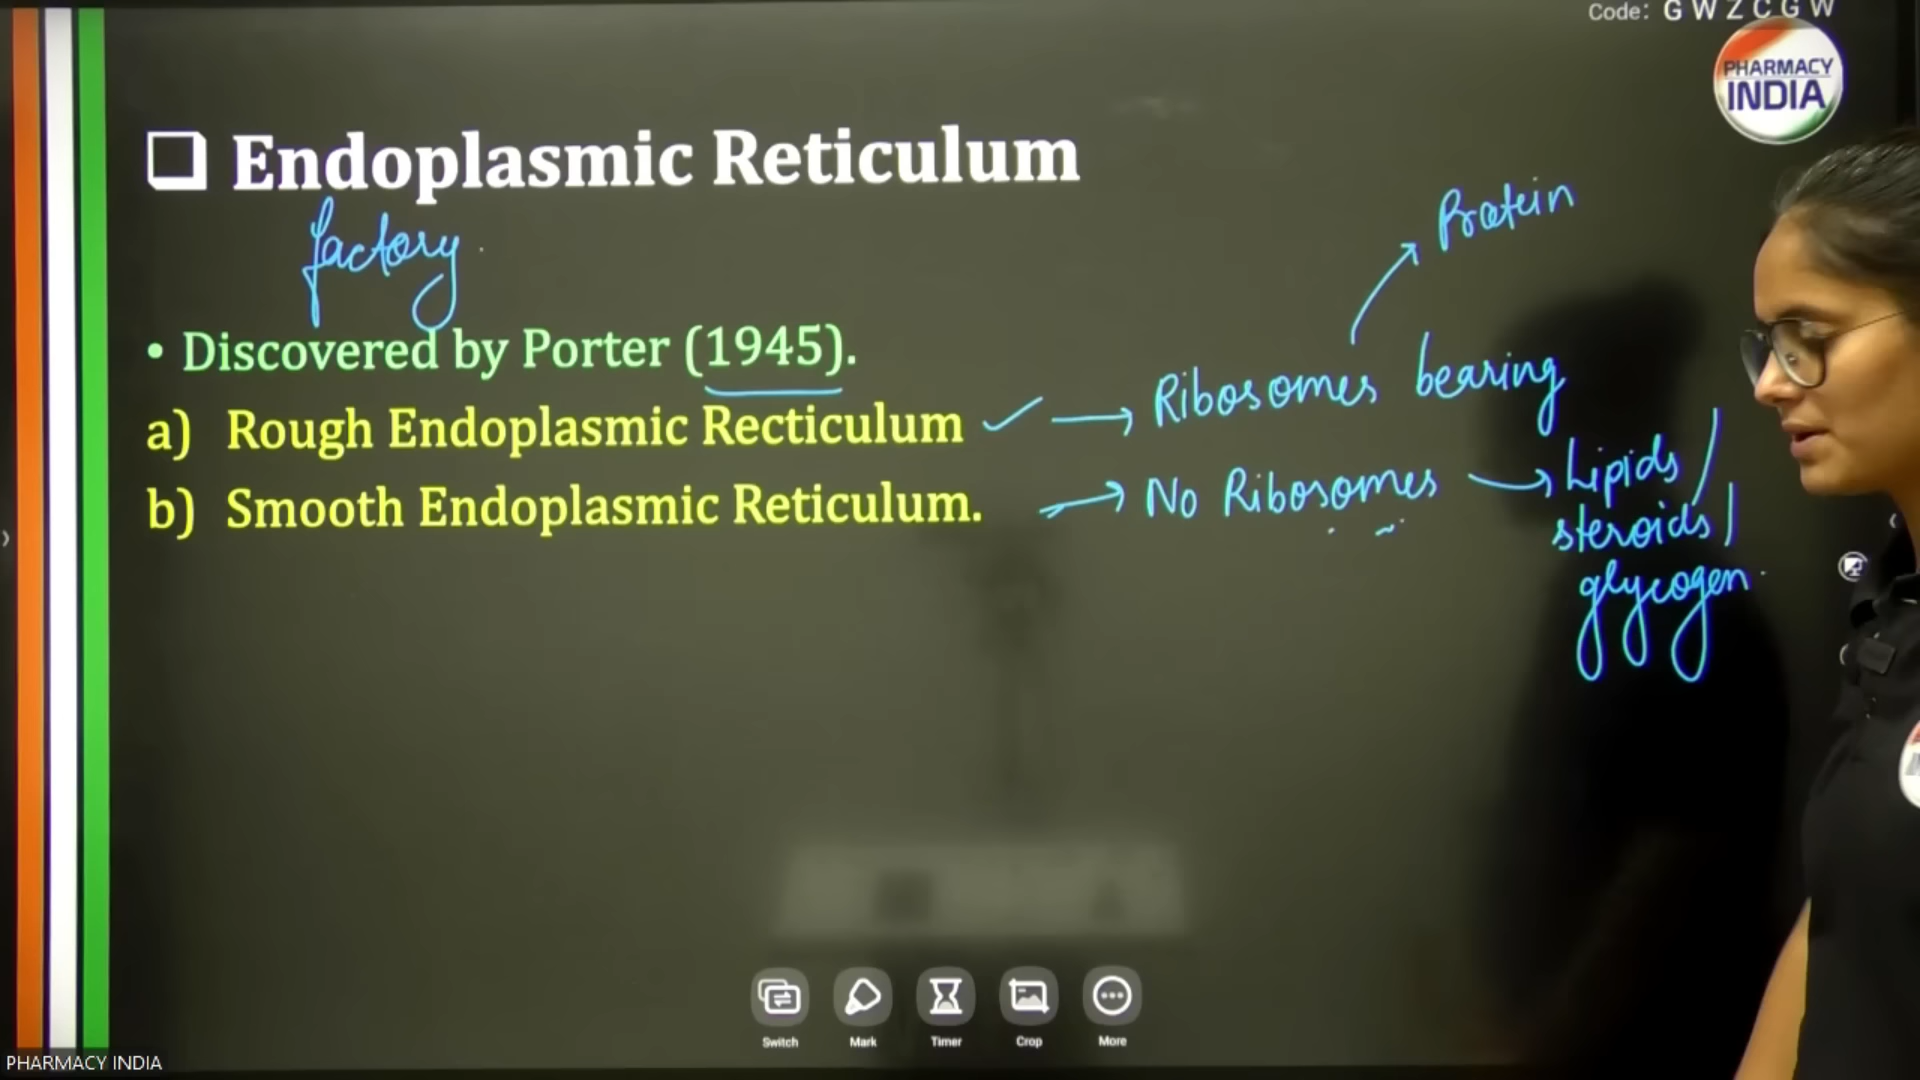 Code: GWZCGW
PHARMACY
INDIA
❑ Endoplasmic Reticulum
factory.
Protein
• Discovered by Porter (1945).
a) Rough Endoplasmic Recticulum ✓ → Ribosomes bearing
b) Smooth Endoplasmic Reticulum. → No Ribosomes → Lipids /
steroids /
glycogen.
Switch Mark Timer Crop More
PHARMACY INDIA